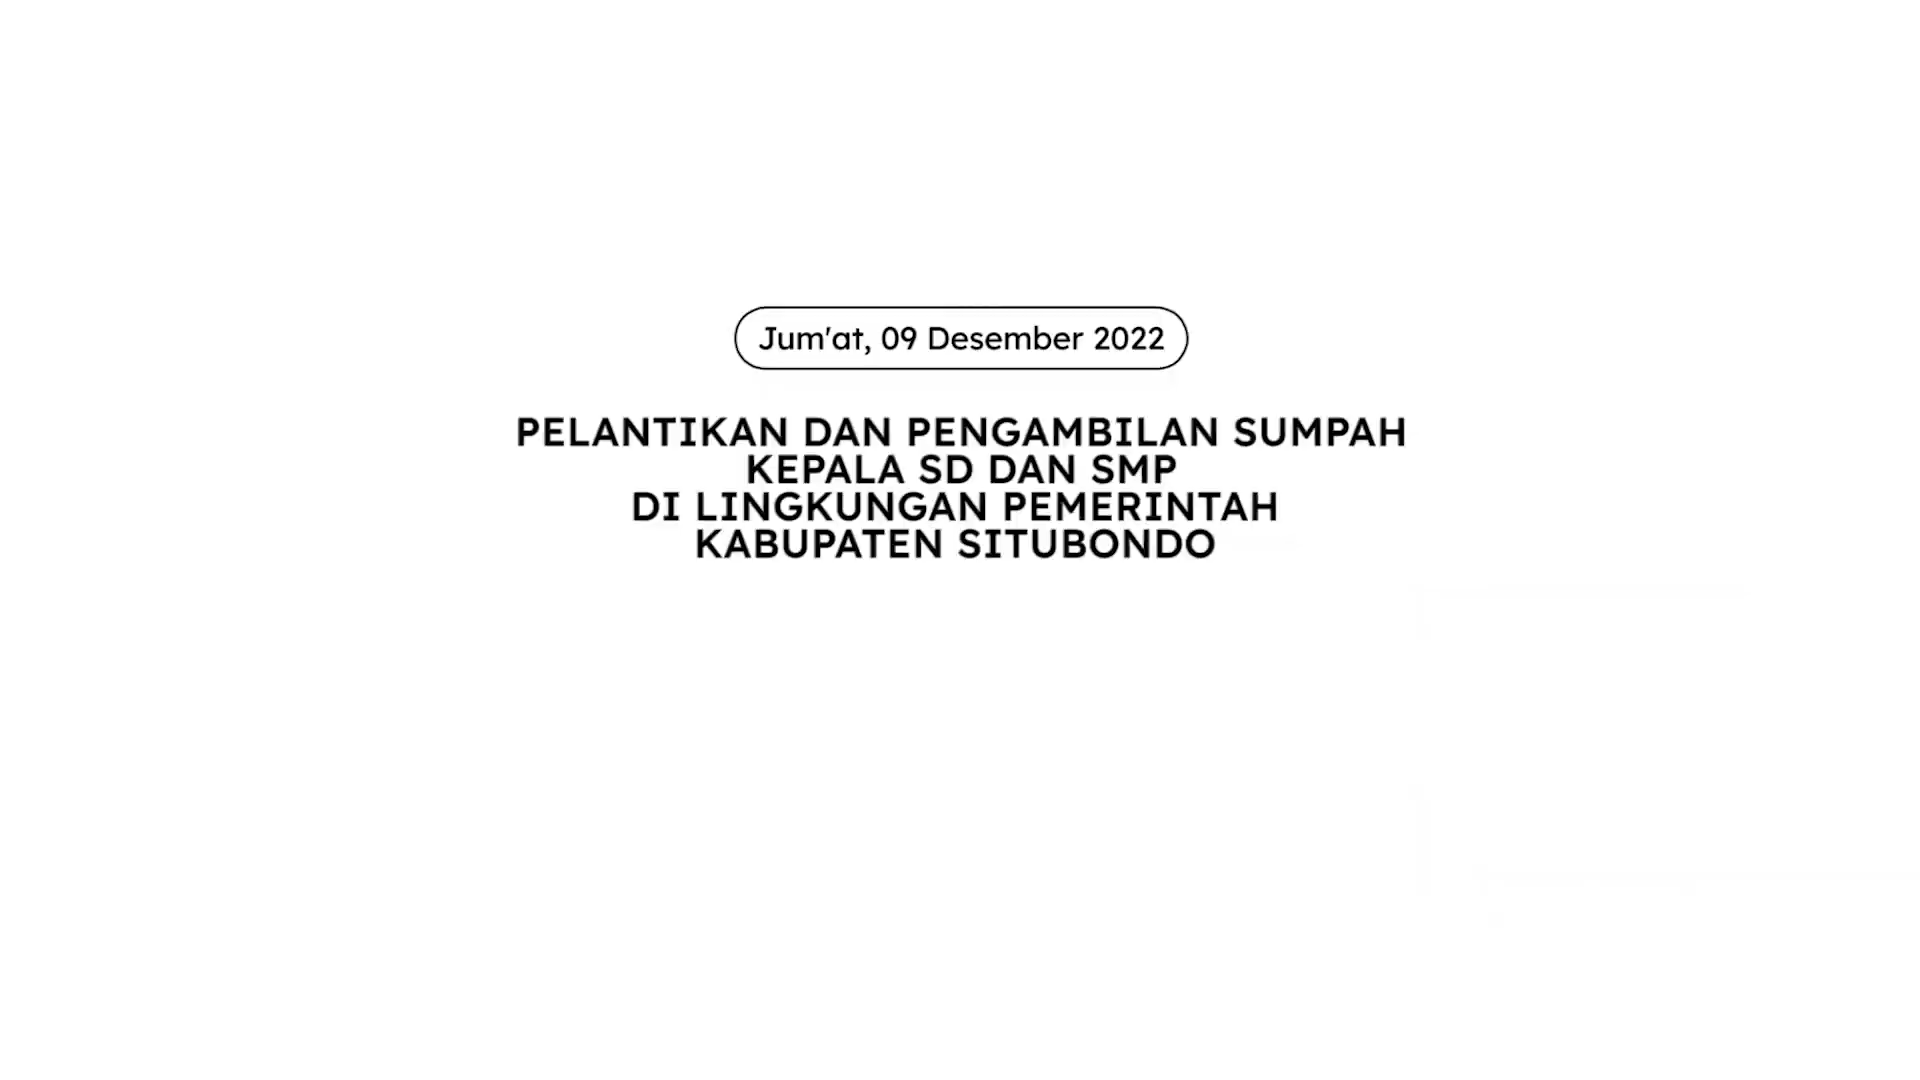 Jum'at, 09 Desember 2022
PELANTIKAN DAN PENGAMBILAN SUMPAH
KEPALA SD DAN SMP
DI LINGKUNGAN PEMERINTAH
KABUPATEN SITUBONDO